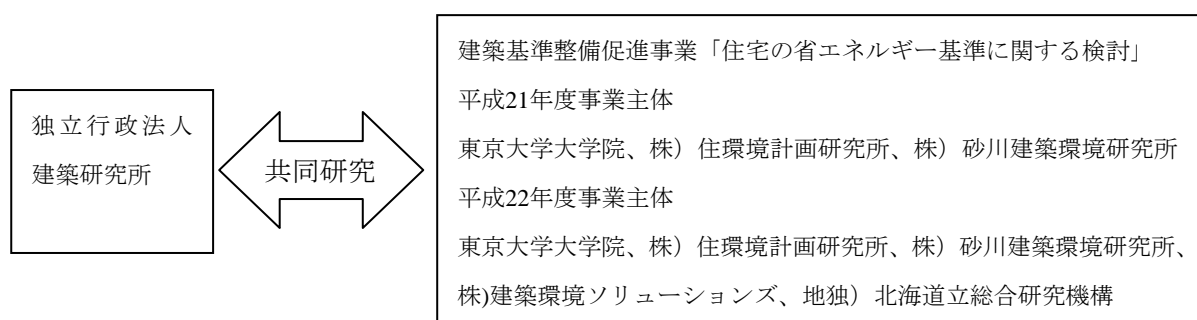 独立行政法人
建築研究所
共同研究
建築基準整備促進事業「住宅の省エネルギー基準に関する検討」
平成21年度事業主体
東京大学大学院、株）住環境計画研究所、株）砂川建築環境研究所
平成22年度事業主体
東京大学大学院、株）住環境計画研究所、株）砂川建築環境研究所、
株)建築環境ソリューションズ、地独）北海道立総合研究機構